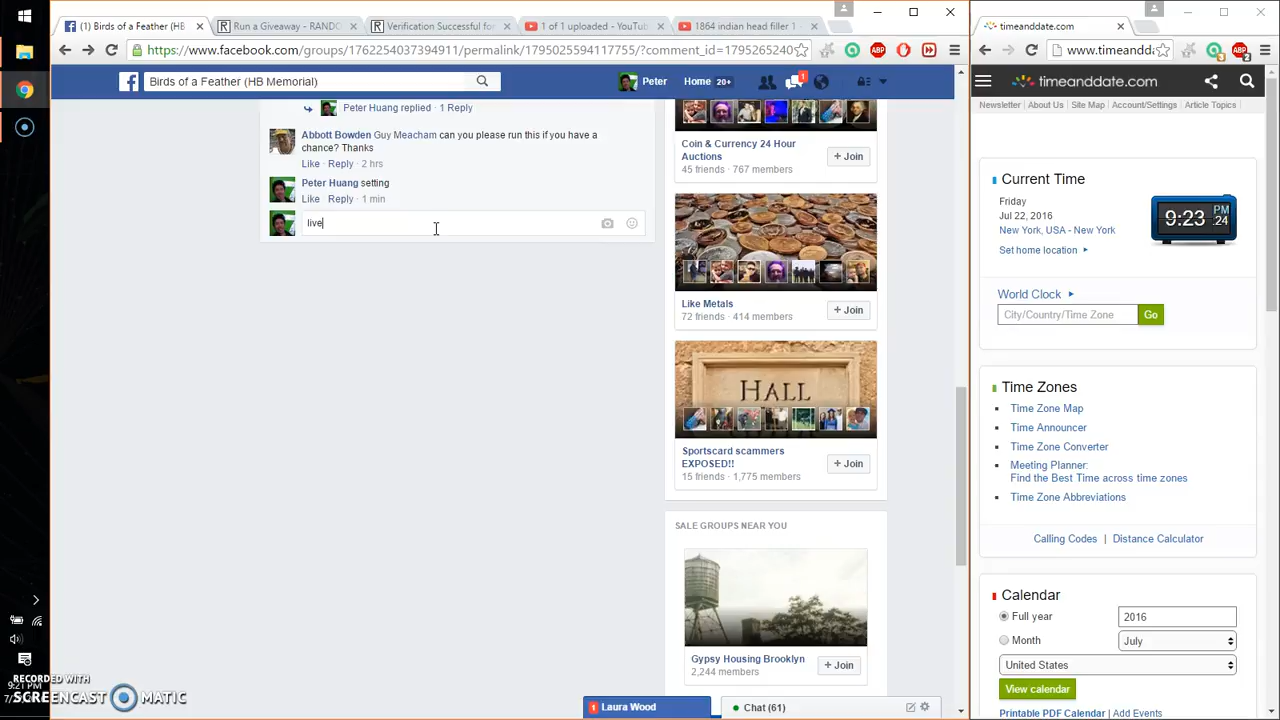 (1) Birds of a Feather (HB
Run a Giveaway - RANDO
Verification Successful fo
1 of 1 uploaded - YouTub
1864 indian head filler 1
timeanddate.com
https://www.facebook.com/groups/1762254037394911/permalink/1795025594117755/?comment_id=1795265240
www.timeanddat
Birds of a Feather (HB Memorial)
Peter
Home 20+
1
timeanddate.com
Newsletter
About Us
Site Map
Account/Settings
Article Topics
Peter Huang replied · 1 Reply
Abbott Bowden Guy Meacham can you please run this if you have a
chance? Thanks
Like · Reply · 2 hrs
Peter Huang setting
Like Reply · 1 min
live
Coin & Currency 24 Hour
Auctions
45 friends · 767 members
+ Join
Like Metals
72 friends · 414 members
+ Join
HALL
Sportscard scammers
EXPOSED!!
15 friends · 1,775 members
+ Join
SALE GROUPS NEAR YOU
Gypsy Housing Brooklyn
2,244 members
+ Join
1 Laura Wood
Chat (61)
Current Time
Friday
Jul 22, 2016
New York, USA - New York
Set home location
9:23 PM 24
World Clock
City/Country/Time Zone
Go
Time Zones
Time Zone Map
Time Announcer
Time Zone Converter
Meeting Planner:
Find the Best Time across time zones
Time Zone Abbreviations
Calling Codes | Distance Calculator
Calendar
Full year
2016
Month
July
United States
View calendar
Printable PDF Calendar | Add Events
RECORDED WITH
SCREENCAST MATIC
9:21 PM